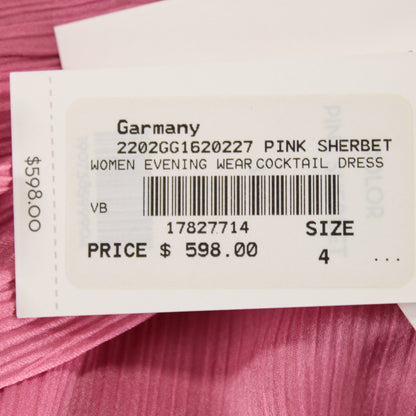 Garmany
2202GG1620227 PINK SHERBET
WOMEN EVENING WEAR COCKTAIL DRESS
VB
17827714
SIZE
PRICE $ 598.00
4 ...
$598.00